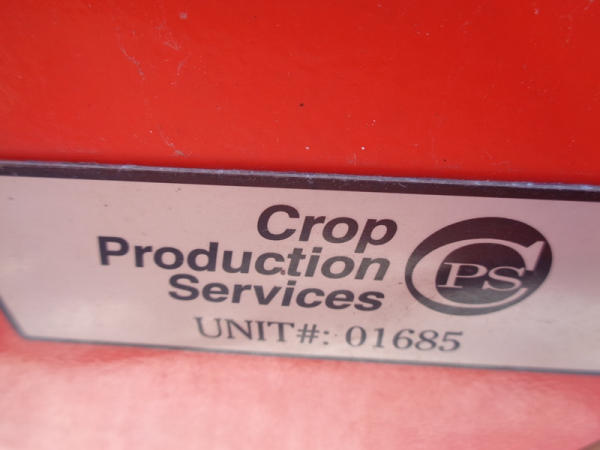 Crop
Production
Services
CPS
UNIT#: 01685